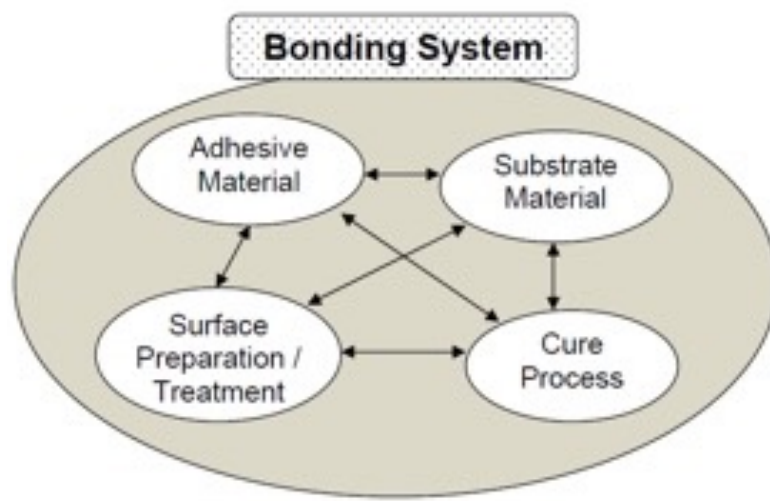 Bonding System
Adhesive
Material
Substrate
Material
Surface
Preparation /
Treatment
Cure
Process